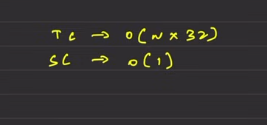 TC → O(N x 32)
SC → O(1)